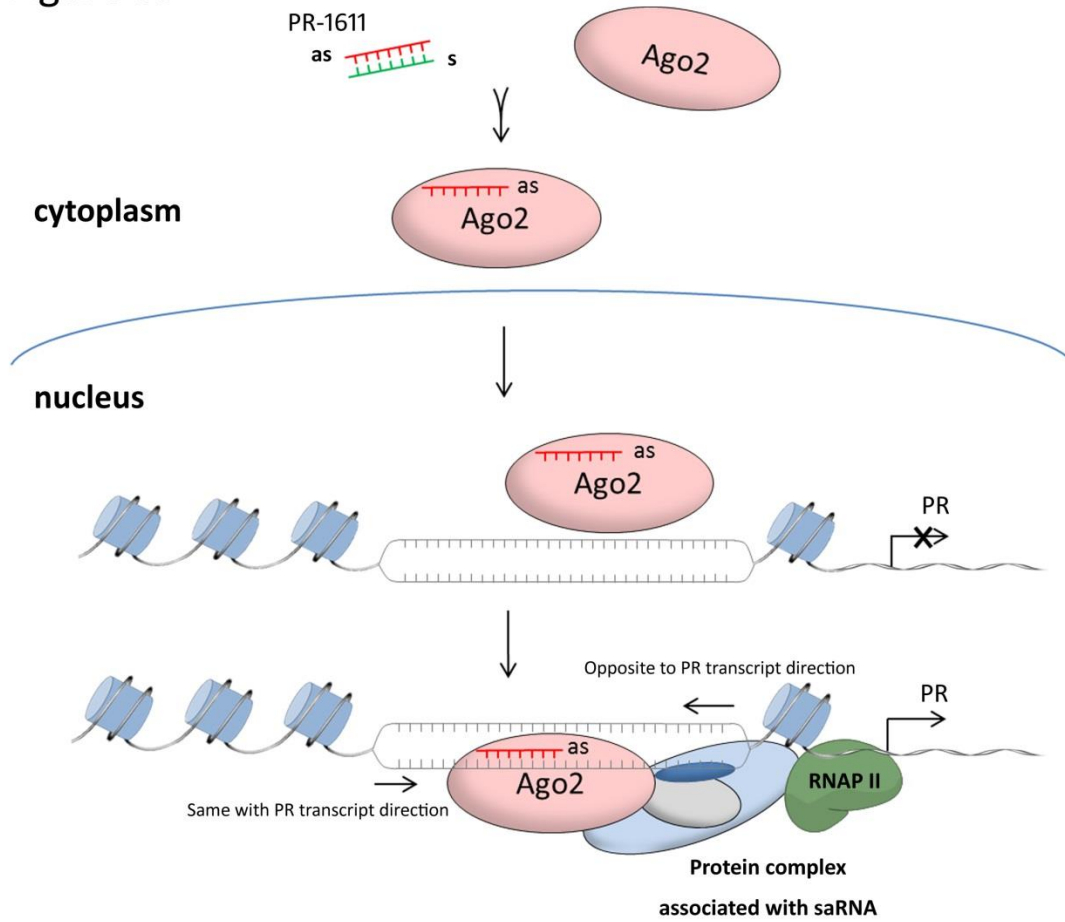 PR-1611
as
s
Ago2
as
Ago2
cytoplasm
nucleus
as
Ago2
PR
Opposite to PR transcript direction
PR
as
Ago2
RNAP II
Same with PR transcript direction
Protein complex
associated with saRNA